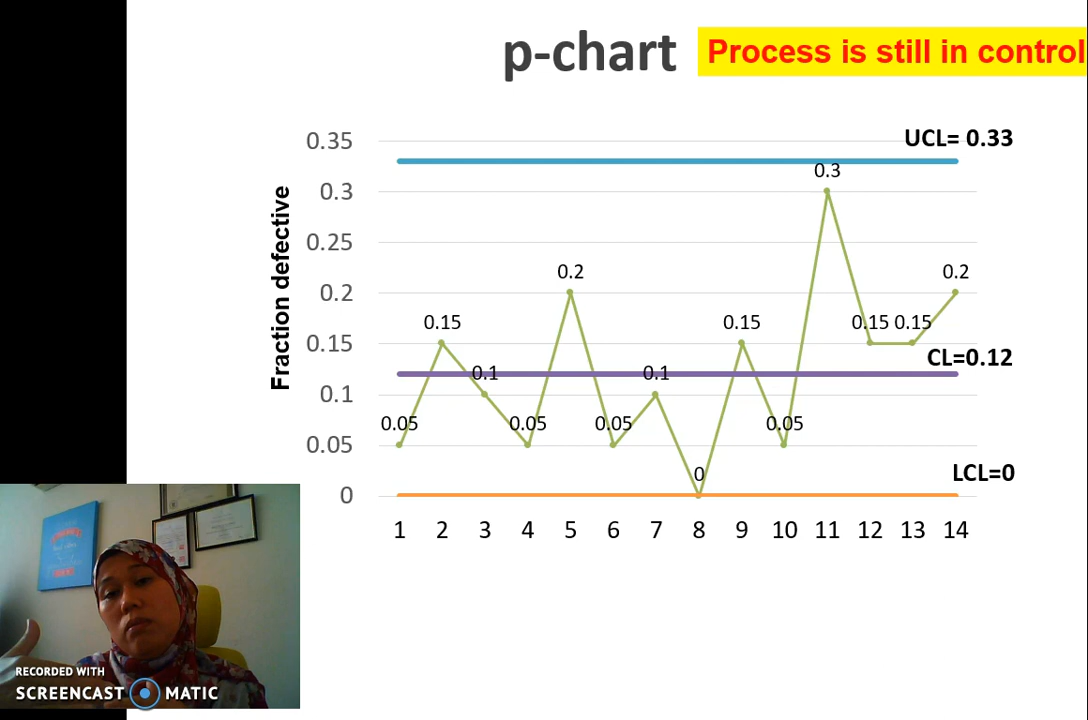 p-chart
Process is still in control
UCL= 0.33
0.35
0.3
0.25
0.2
0.15
0.1
0.05
0
Fraction defective
0.05
0.15
0.1
0.05
0.2
0.05
0.1
0
0.15
0.05
0.3
0.15
0.15
0.2
CL=0.12
LCL=0
1 2 3 4 5 6 7 8 9 10 11 12 13 14
RECORDED WITH
SCREENCAST MATIC